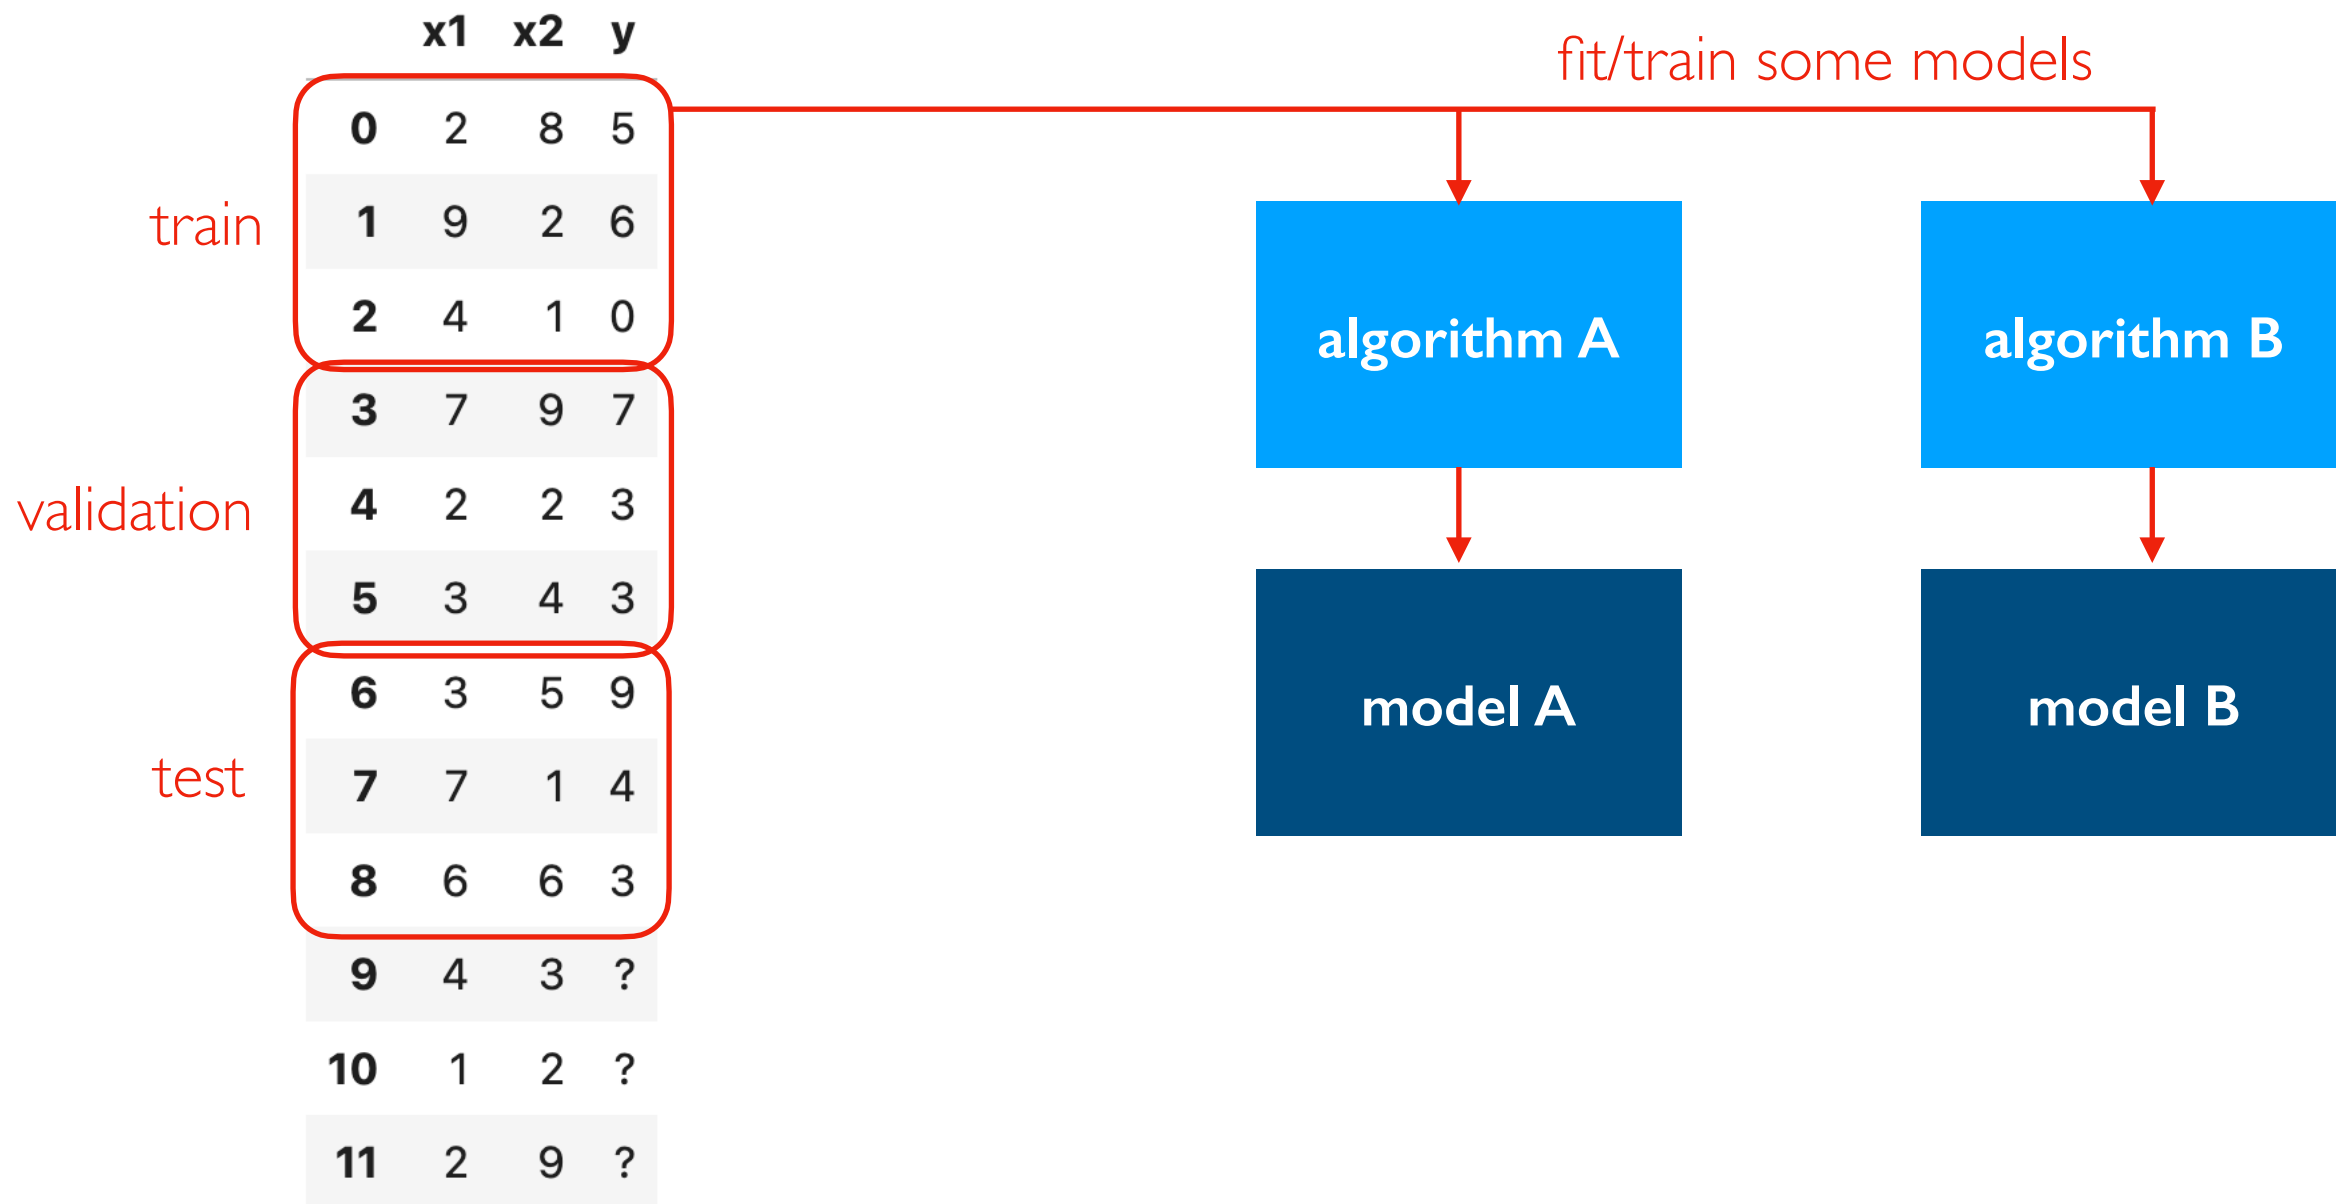 x1 x2 y
fit/train some models
0 2 8 5
train
1 9 2 6
2 4 1 0
algorithm A
algorithm B
3 7 9 7
validation
4 2 2 3
5 3 4 3
6 3 5 9
model A
model B
test
7 7 1 4
8 6 6 3
9 4 3 ?
10 1 2 ?
11 2 9 ?